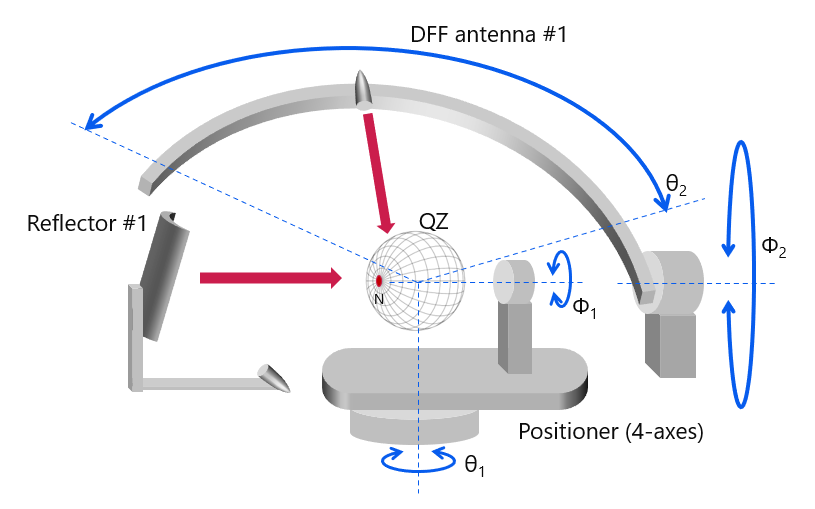 DFF antenna #1
θ2
Reflector #1
QZ
Φ2
N
Φ1
Positioner (4-axes)
θ1